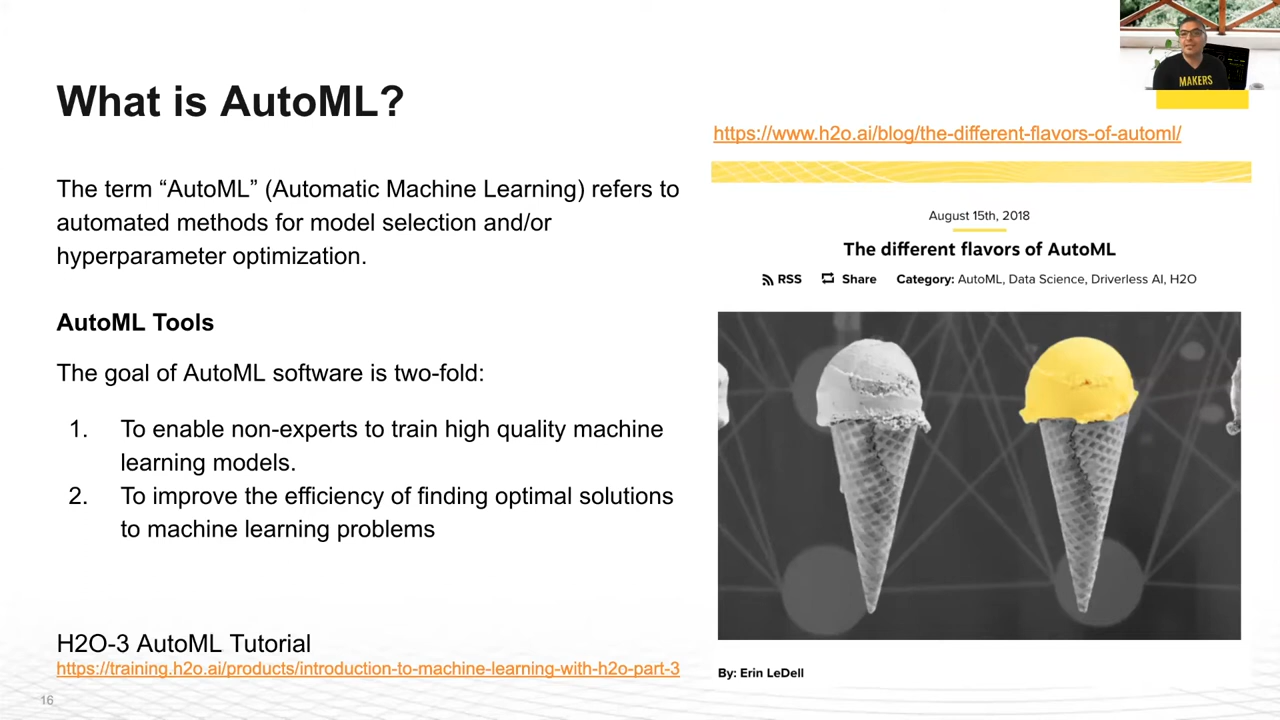 What is AutoML?
The term “AutoML” (Automatic Machine Learning) refers to
automated methods for model selection and/or
hyperparameter optimization.
AutoML Tools
The goal of AutoML software is two-fold:
1. To enable non-experts to train high quality machine
learning models.
2. To improve the efficiency of finding optimal solutions
to machine learning problems
H2O-3 AutoML Tutorial
https://training.h2o.ai/products/introduction-to-machine-learning-with-h2o-part-3
16
MAKERS
https://www.h2o.ai/blog/the-different-flavors-of-automl/
August 15th, 2018
The different flavors of AutoML
RSS Share Category: AutoML, Data Science, Driverless AI, H2O
By: Erin LeDell